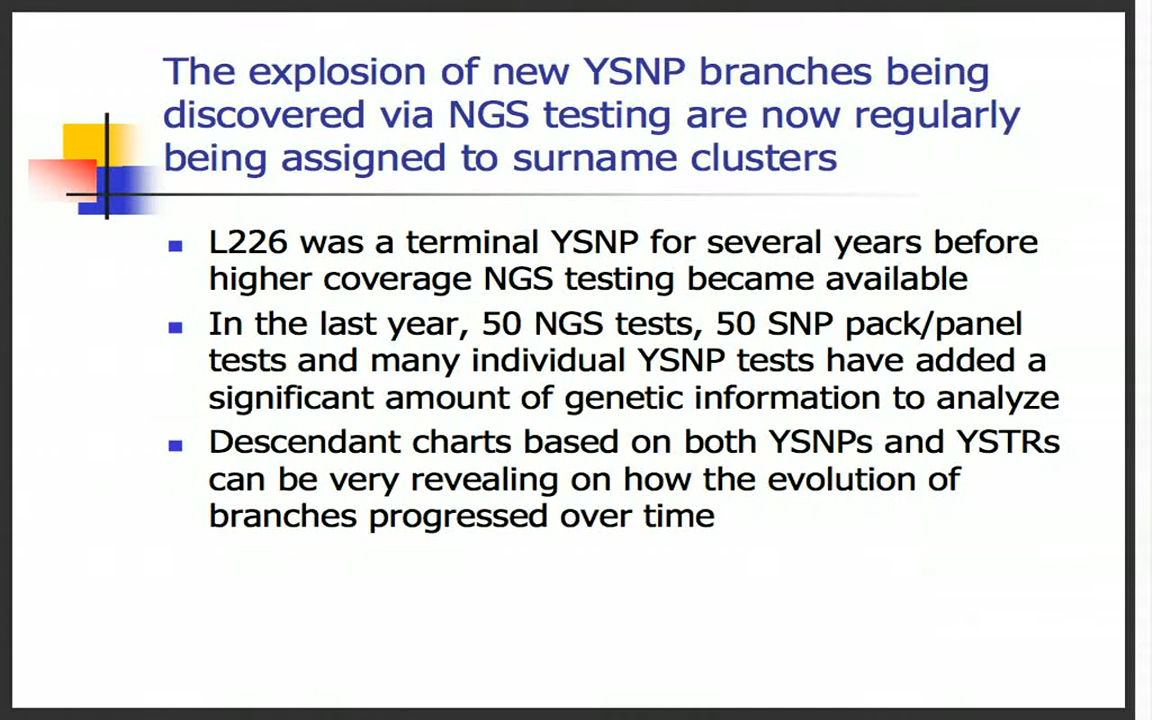 The explosion of new YSNP branches being
discovered via NGS testing are now regularly
being assigned to surname clusters
L226 was a terminal YSNP for several years before
higher coverage NGS testing became available
In the last year, 50 NGS tests, 50 SNP pack/panel
tests and many individual YSNP tests have added a
significant amount of genetic information to analyze
Descendant charts based on both YSNPs and YSTRs
can be very revealing on how the evolution of
branches progressed over time